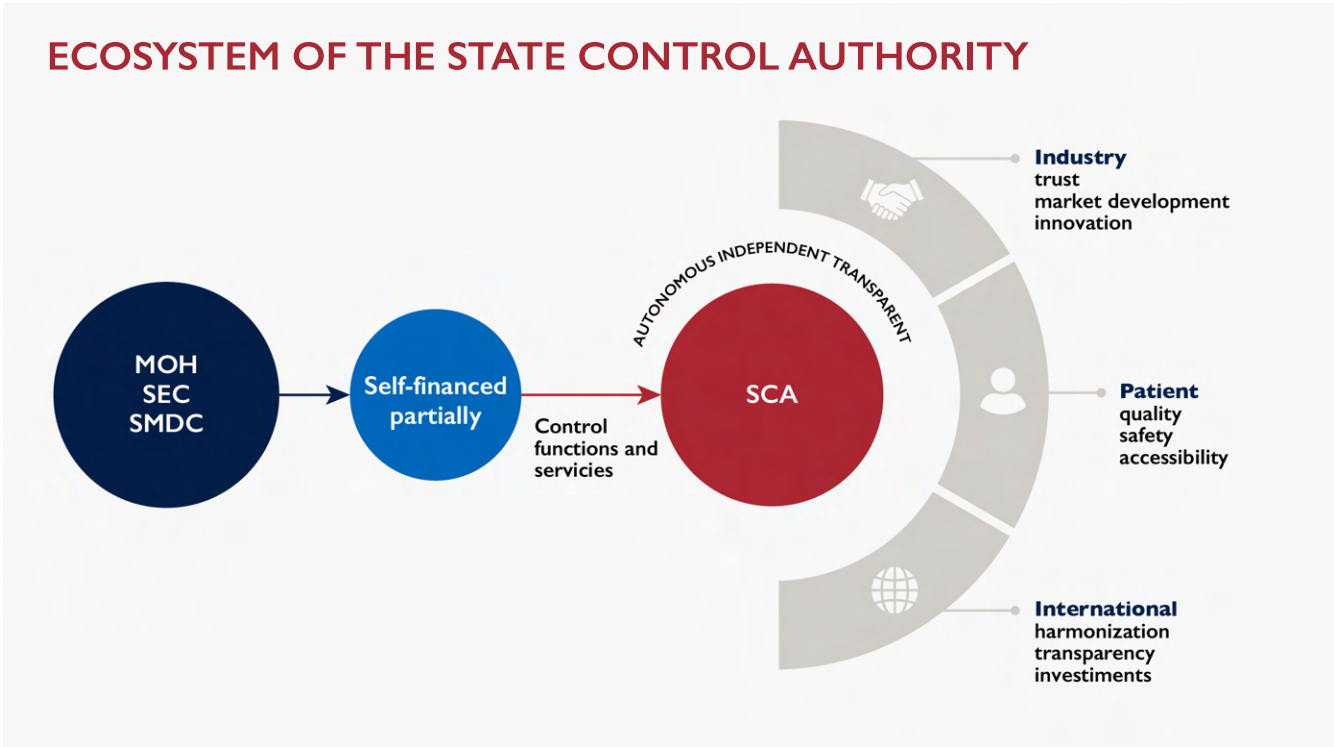 ECOSYSTEM OF THE STATE CONTROL AUTHORITY
MOH
SEC
SMDC
Self-financed
partially
Control
functions and
servicies
AUTONOMOUS INDEPENDENT TRANSPARENT
SCA
Industry
trust
market development
innovation
Patient
quality
safety
accessibility
International
harmonization
transparency
investiments